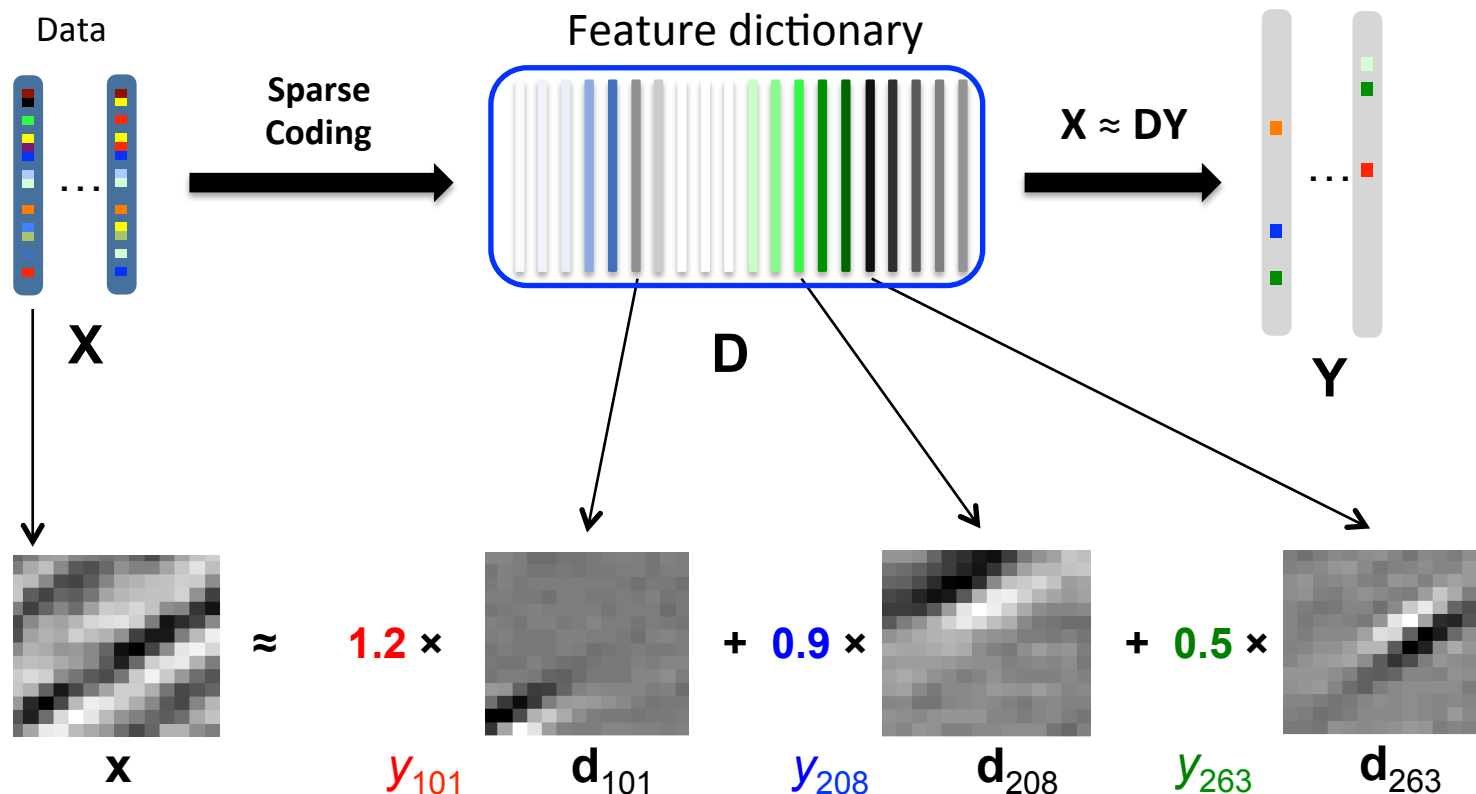 Data
Feature dictionary
Sparse
Coding
X ≈ DY
...
...
X
D
Y
≈ 1.2 × + 0.9 × + 0.5 ×
x y101 d101 y208 d208 y263 d263